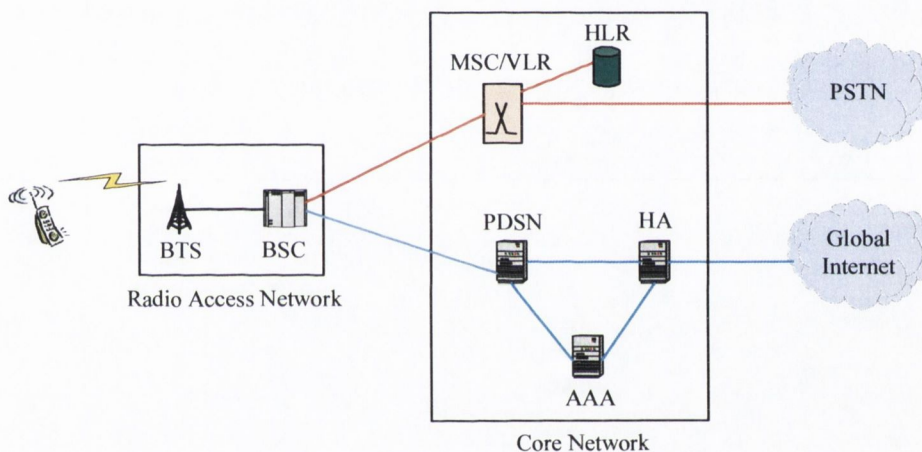 HLR
MSC/VLR
PSTN
BTS
BSC
PDSN
HA
Global
Internet
Radio Access Network
AAA
Core Network